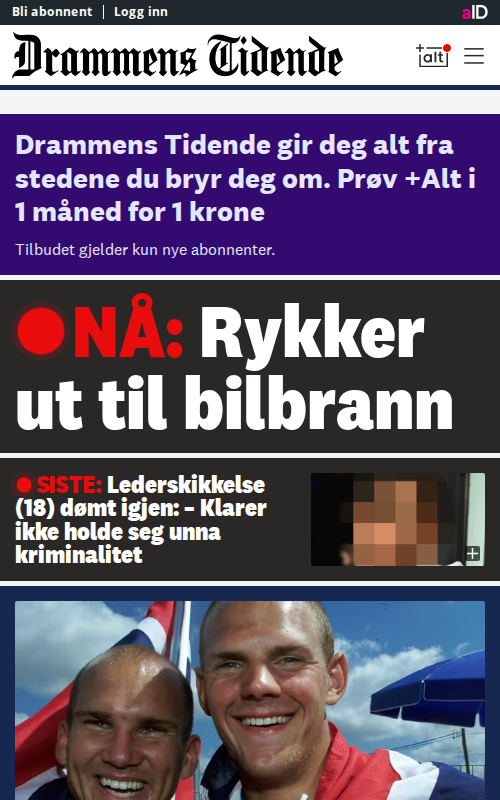 Bli abonnent | Logg inn
aID
Drammens Tidende
+alt
Drammens Tidende gir deg alt fra
stedene du bryr deg om. Prøv +Alt i
1 måned for 1 krone
Tilbudet gjelder kun nye abonnenter.
NÅ: Rykker
ut til bilbrann
SISTE: Lederskikkelse
(18) dømt igjen: – Klarer
ikke holde seg unna
kriminalitet